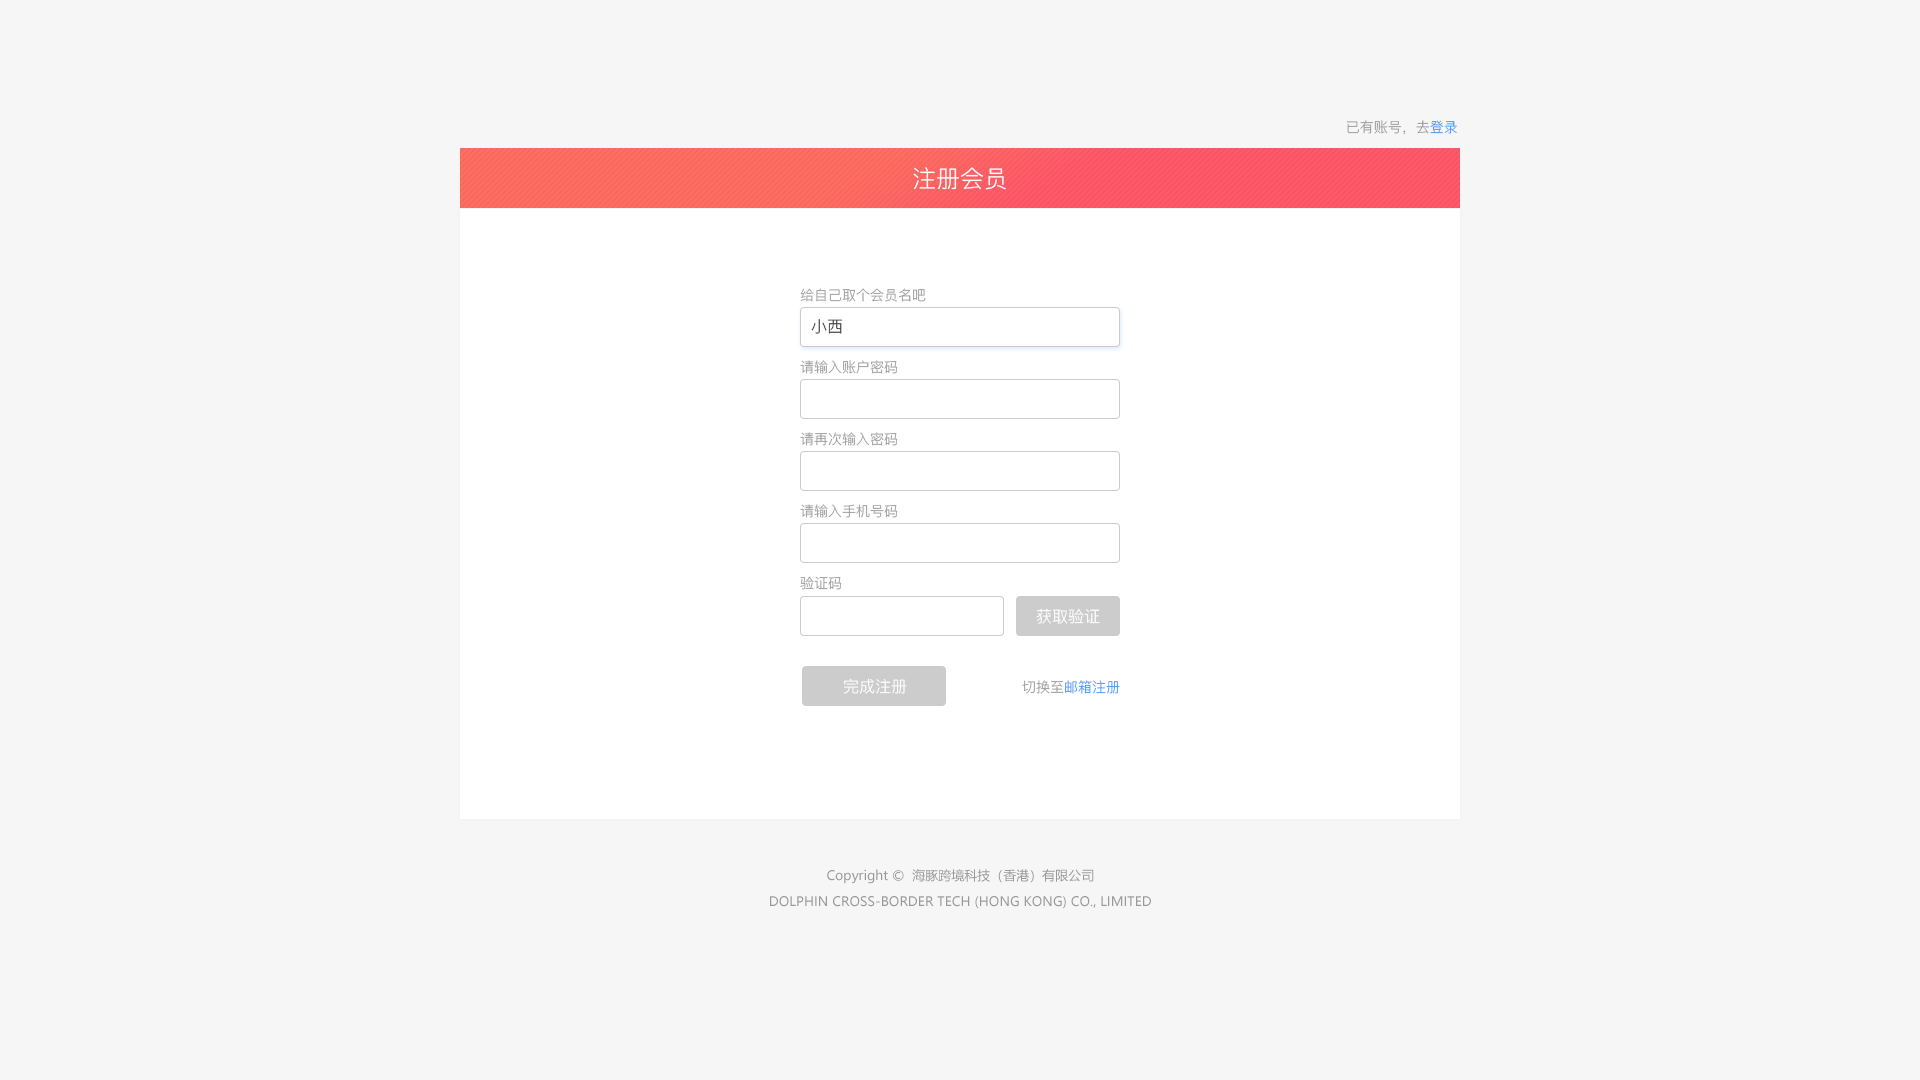 已有账号，去登录
注册会员
给自己取个会员名吧
小西
请输入账户密码
请再次输入密码
请输入手机号码
验证码
获取验证
完成注册
切换至邮箱注册
Copyright © 海豚跨境科技（香港）有限公司
DOLPHIN CROSS-BORDER TECH (HONG KONG) CO., LIMITED